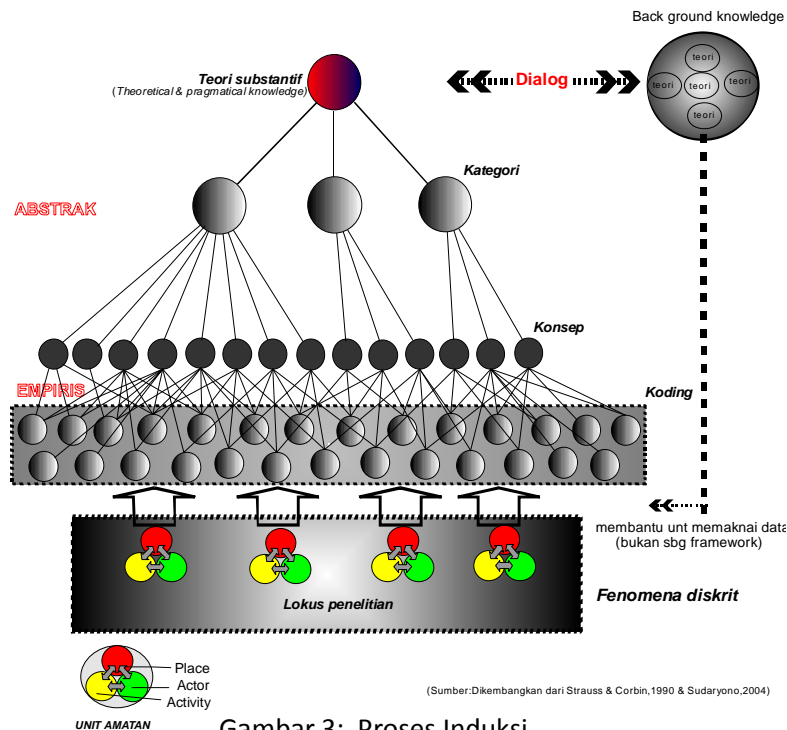 Back ground knowledge
Teori substantif
(Theoretical & pragmatical knowledge)
Dialog
teori
teori
teori
teori
teori
Kategori
ABSTRAK
Konsep
EMPIRIS
Koding
membantu unt memaknai data
(bukan sbg framework)
Lokus penelitian
Fenomena diskrit
Place
Actor
Activity
UNIT AMATAN
(Sumber:Dikembangkan dari Strauss & Corbin,1990 & Sudaryono,2004)
Gambar 3: Proses Induksi